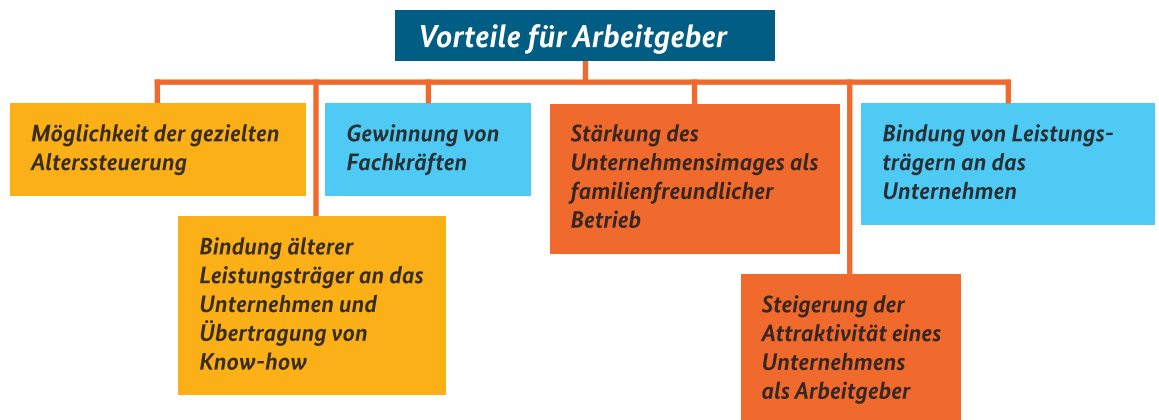 Vorteile für Arbeitgeber
Möglichkeit der gezielten
Alterssteuerung
Bindung älterer
Leistungsträger an das
Unternehmen und
Übertragung von
Know-how
Gewinnung von
Fachkräften
Stärkung des
Unternehmensimages als
familienfreundlicher
Betrieb
Steigerung der
Attraktivität eines
Unternehmens
als Arbeitgeber
Bindung von Leistungs-
trägern an das
Unternehmen